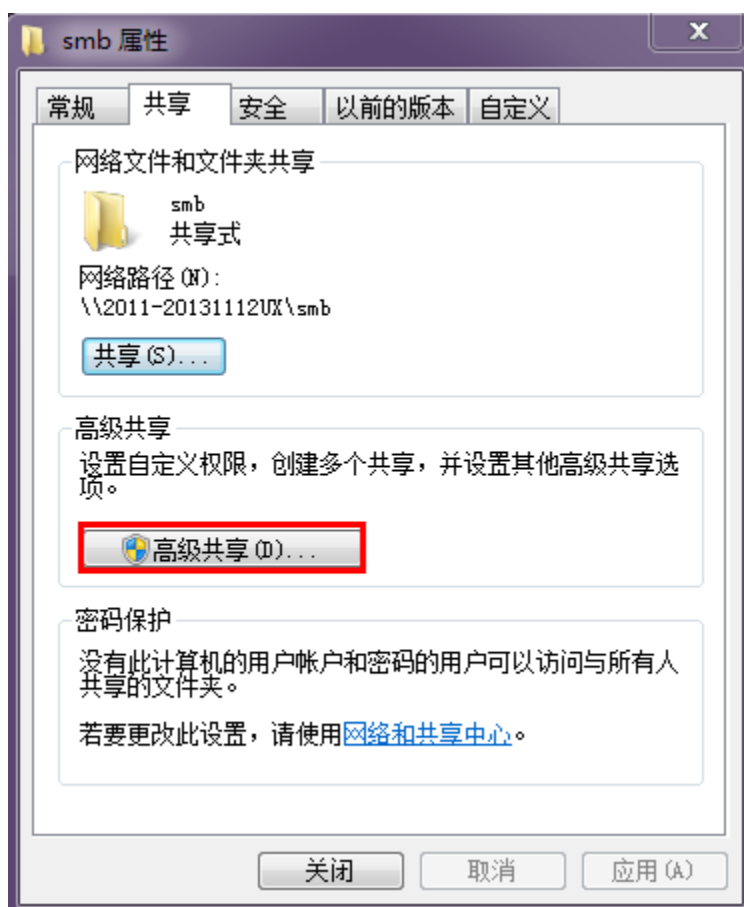 smb 属性
常规
共享
安全
以前的版本
自定义
网络文件和文件夹共享
smb
共享式
网络路径(N):
\\2011-20131112UX\smb
共享(S)...
高级共享
设置自定义权限，创建多个共享，并设置其他高级共享选
项。
高级共享(D)...
密码保护
没有此计算机的用户帐户和密码的用户可以访问与所有人
共享的文件夹。
若要更改此设置，请使用网络和共享中心。
关闭
取消
应用(A)